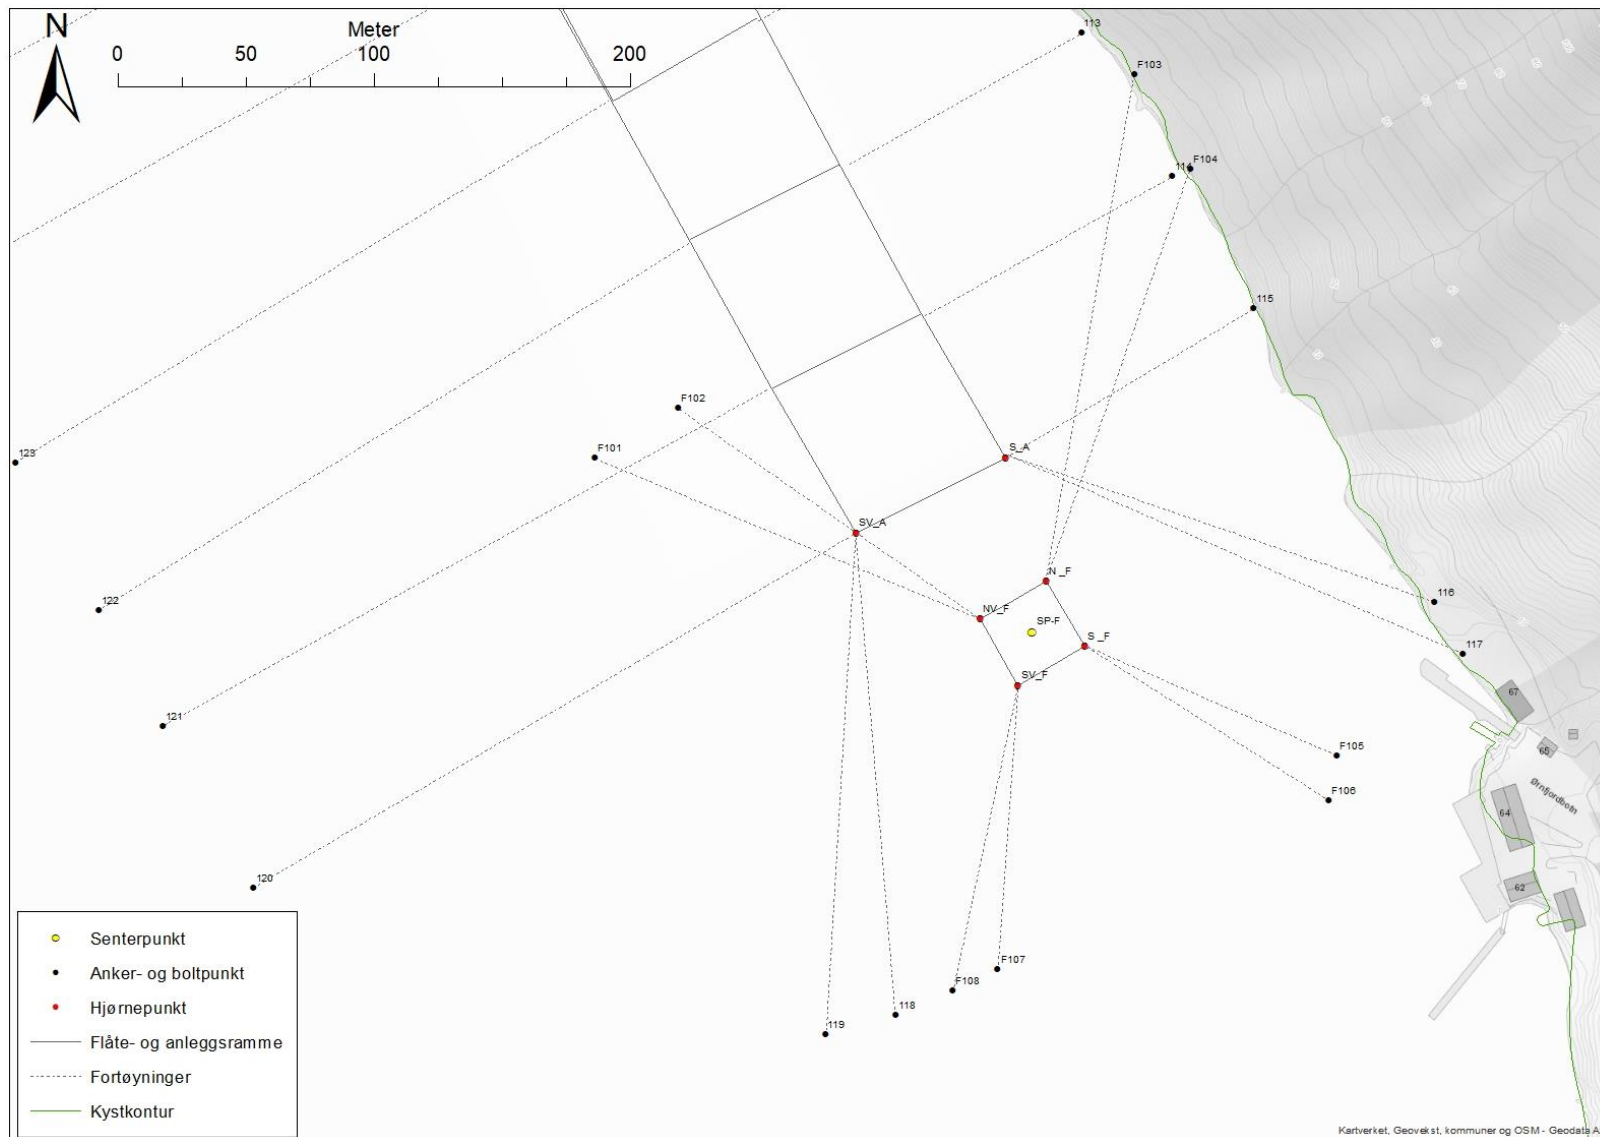 N
Meter
0 50 100 200
113
F103
F104
115
F102
F101
123
S_A
SV_A
122
116
N_F
NV_F
SP-F
S_F
117
SV_F
67
121
65
F105
Ørnfjordbotn
F106
64
120
62
F107
F108
118
119
Senterpunkt
Anker- og boltpunkt
Hjørnepunkt
Flåte- og anleggsramme
Fortøyninger
Kystkontur
Kartverket, Geovekst, kommuner og OSM - Geodata A